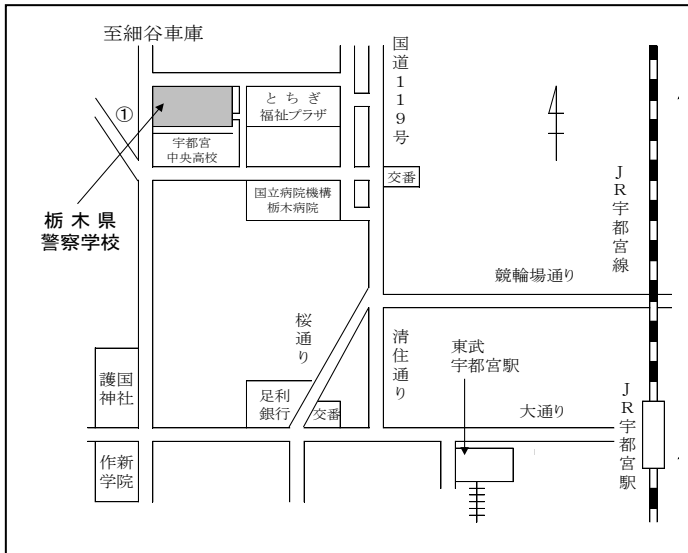 至細谷車庫
国道119号
とちぎ
福祉プラザ
①
宇都宮
中央高校
交番
国立病院機構
栃木病院
JR宇都宮線
栃木県
警察学校
競輪場通り
桜通り
清住通り
東武
宇都宮駅
護国
神社
足利
銀行
交番
大通り
JR宇都宮駅
作新
学院